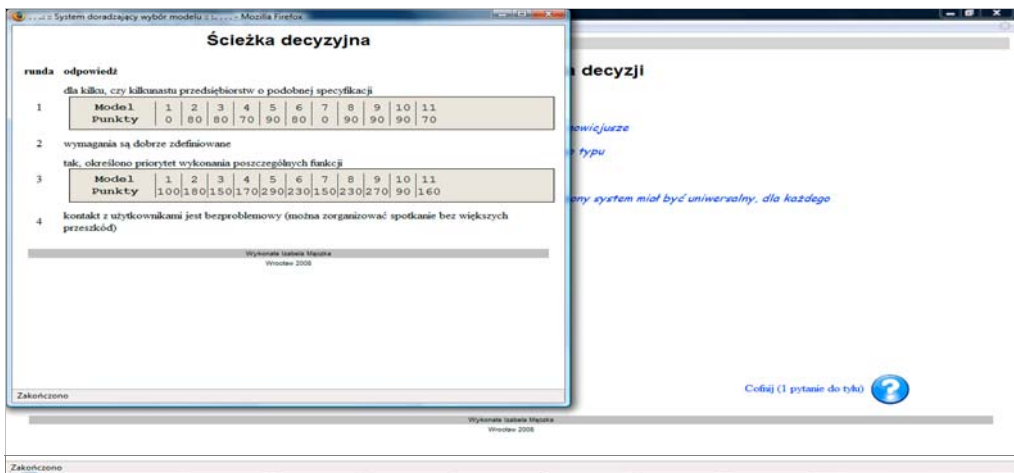 :: System doradzający wybór modelu :: - Mozilla Firefox
Ścieżka decyzyjna
runda odpowiedź
dla kilku, czy kilkunastu przedsiębiorstw o podobnej specyfikacji
1
Model | 1 | 2 | 3 | 4 | 5 | 6 | 7 | 8 | 9 | 10 | 11
Punkty | 0 | 80 | 80 | 70 | 90 | 80 | 0 | 90 | 90 | 90 | 70
2 wymagania są dobrze zdefiniowane
tak, określono priorytet wykonania poszczególnych funkcji
3
Model | 1 | 2 | 3 | 4 | 5 | 6 | 7 | 8 | 9 | 10 | 11
Punkty |100|180|150|170|290|230|150|230|270| 90 |160
4 kontakt z użytkownikami jest bezproblemowy (można zorganizować spotkanie bez większych
przeszkód)
Wykonała Izabela
Wrocław 2008
Zakończono
decyzji
owicjusze
typu
ony system miał być uniwersalny, dla każdego
Cofnij (1 pytanie do tyłu)
?
Wykonała Izabela
Wrocław 2008
Zakończono